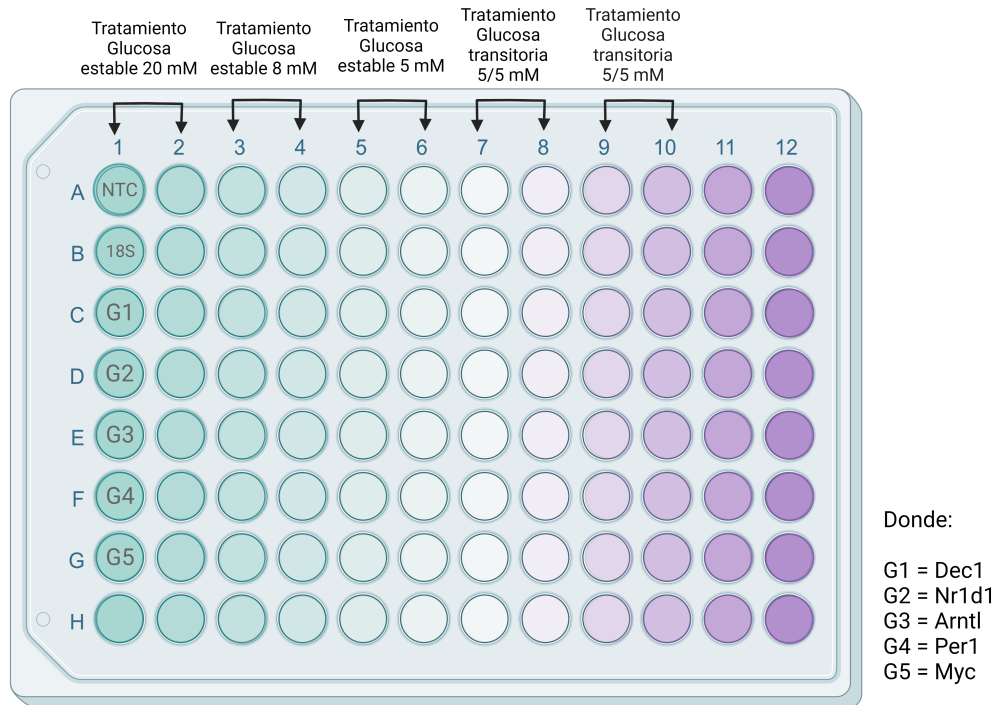 Tratamiento
Glucosa
estable 20 mM
Tratamiento
Glucosa
estable 8 mM
Tratamiento
Glucosa
estable 5 mM
Tratamiento
Glucosa
transitoria
5/5 mM
Tratamiento
Glucosa
transitoria
5/5 mM
1 2 3 4 5 6 7 8 9 10 11 12
A NTC
B 18S
C G1
D G2
E G3
F G4
G G5
H
Donde:
G1 = Dec1
G2 = Nr1d1
G3 = Arntl
G4 = Per1
G5 = Myc